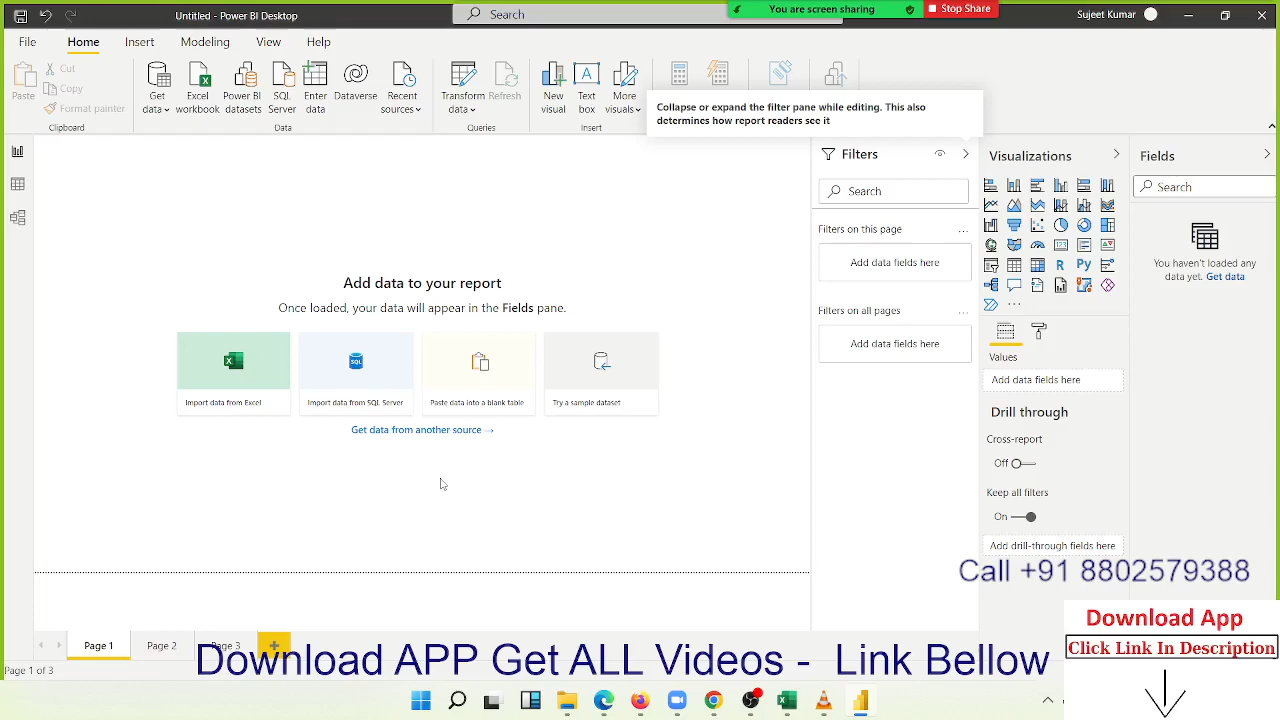 Untitled - Power BI Desktop
Search
You are screen sharing
Stop Share
Sujeet Kumar
File
Home
Insert
Modeling
View
Help
Paste
Cut
Copy
Format painter
Clipboard
Get data
Excel workbook
Power BI datasets
SQL Server
Enter data
Dataverse
Recent sources
Data
Transform data
Refresh
Queries
New visual
Text box
More visuals
Insert
Collapse or expand the filter pane while editing. This also
determines how report readers see it
Filters
Search
Filters on this page
...
Add data fields here
Filters on all pages
...
Add data fields here
Visualizations
R
Py
123
...
Values
Add data fields here
Drill through
Cross-report
Off
Keep all filters
On
Add drill-through fields here
Fields
Search
You haven't loaded any
data yet. Get data
Add data to your report
Once loaded, your data will appear in the Fields pane.
SQL
Import data from Excel
Import data from SQL Server
Paste data into a blank table
Try a sample dataset
Get data from another source →
Page 1
Page 2
Page 3
+
Page 1 of 3
Call +91 8802579388
Download APP Get ALL Videos - Link Bellow
Download App
Click Link In Description